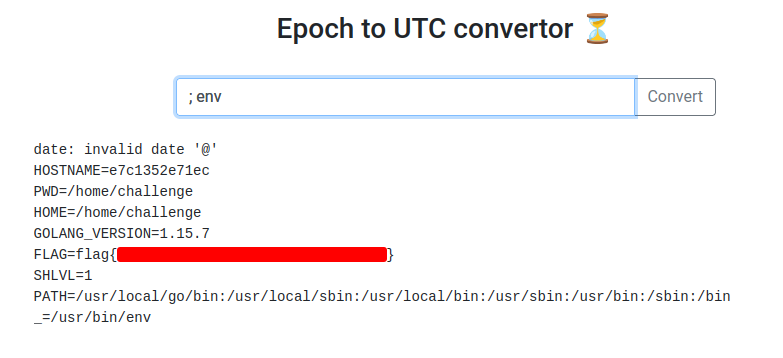 Epoch to UTC convertor ⏳
; env
Convert
date: invalid date '@'
HOSTNAME=e7c1352e71ec
PWD=/home/challenge
HOME=/home/challenge
GOLANG_VERSION=1.15.7
FLAG=flag{}
SHLVL=1
PATH=/usr/local/go/bin:/usr/local/sbin:/usr/local/bin:/usr/sbin:/usr/bin:/sbin:/bin
_=/usr/bin/env